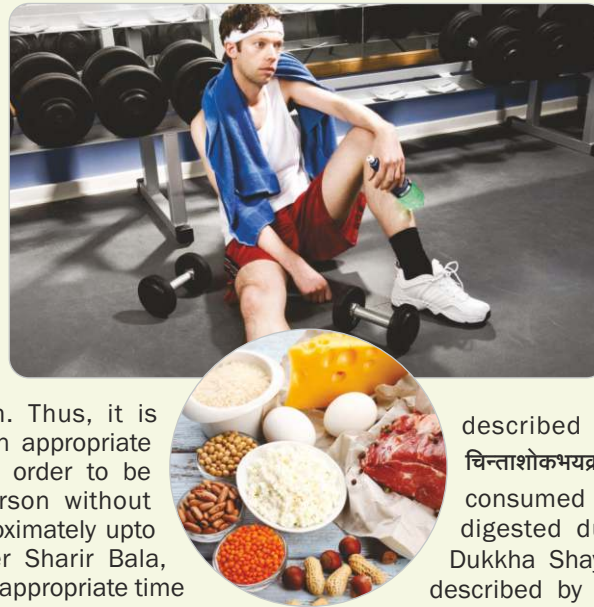 n. Thus, it is
n appropriate
order to be
rson without
oximately upto
er Sharir Bala,
appropriate time
described
चिन्ताशोकभयक्र
consumed
digested du
Dukkha Shay
described by